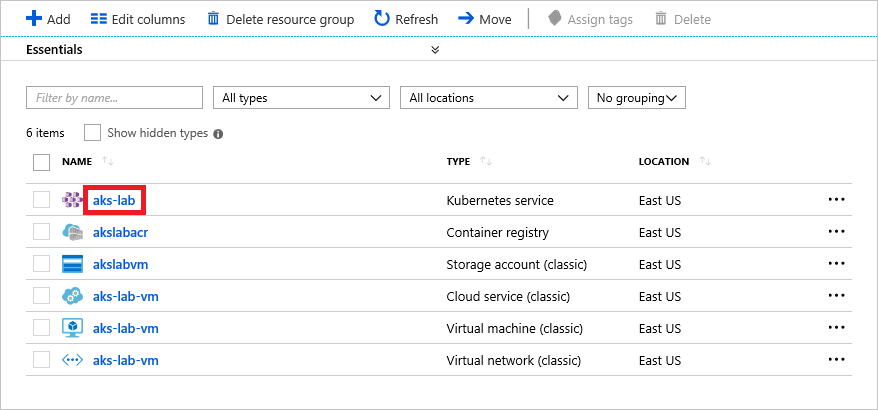 Add Edit columns Delete resource group Refresh Move Assign tags Delete
Essentials
Filter by name... All types All locations No grouping
6 items Show hidden types
NAME TYPE LOCATION
aks-lab Kubernetes service East US
akslabacr Container registry East US
akslabvm Storage account (classic) East US
aks-lab-vm Cloud service (classic) East US
aks-lab-vm Virtual machine (classic) East US
aks-lab-vm Virtual network (classic) East US